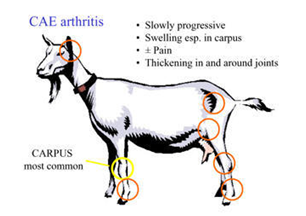 CAE arthritis
• Slowly progressive
• Swelling esp. in carpus
• ± Pain
• Thickening in and around joints
CARPUS
most common